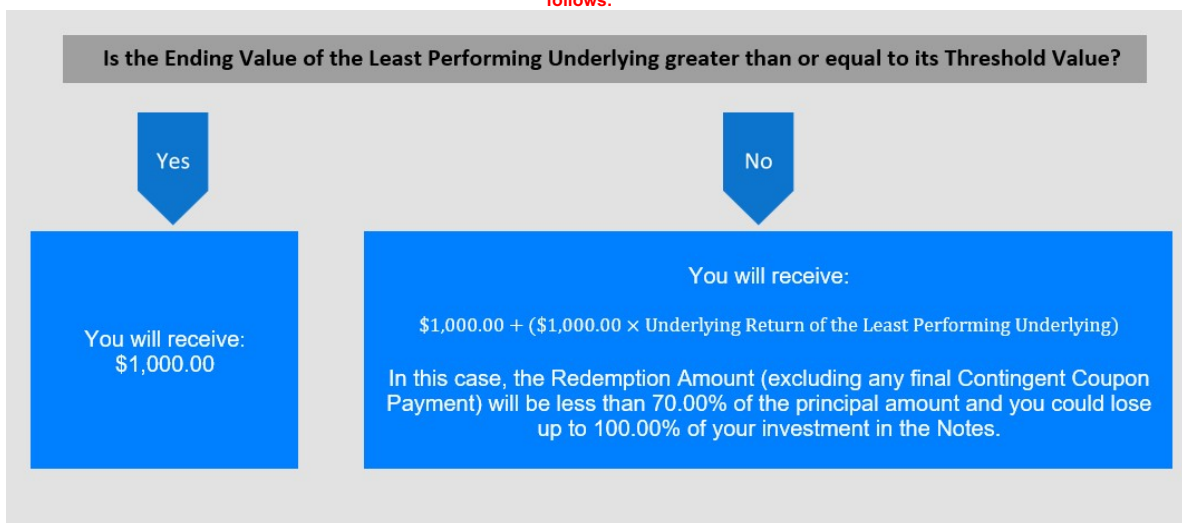 follows:
Is the Ending Value of the Least Performing Underlying greater than or equal to its Threshold Value?
Yes
No
You will receive:
$1,000.00
You will receive:
$1,000.00 + ($1,000.00 × Underlying Return of the Least Performing Underlying)
In this case, the Redemption Amount (excluding any final Contingent Coupon
Payment) will be less than 70.00% of the principal amount and you could lose
up to 100.00% of your investment in the Notes.